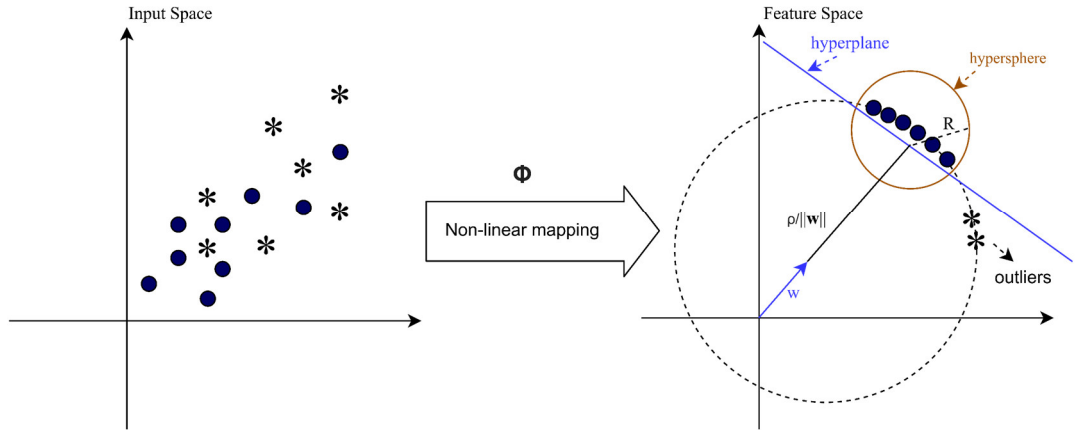 Input Space
Feature Space
hyperplane
hypersphere
R
Φ
Non-linear mapping
ρ/||w||
w
outliers